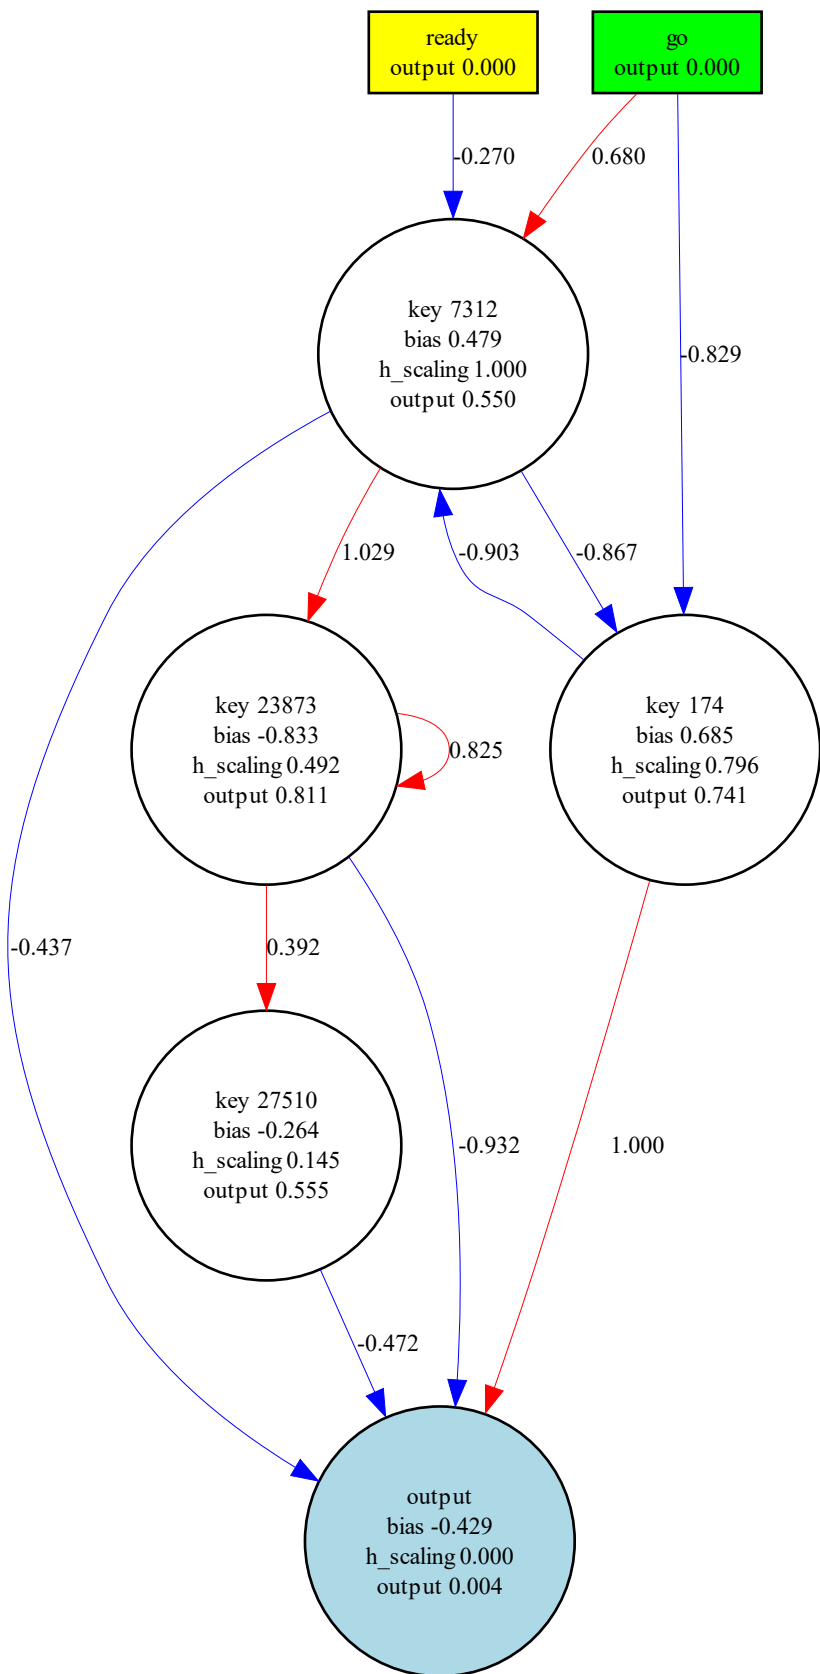 ready
output 0.000
go
output 0.000
-0.270
0.680
key 7312
bias 0.479
h_scaling 1.000
output 0.550
-0.829
1.029
-0.903
-0.867
key 23873
bias -0.833
h_scaling 0.492
output 0.811
0.825
key 174
bias 0.685
h_scaling 0.796
output 0.741
-0.437
0.392
key 27510
bias -0.264
h_scaling 0.145
output 0.555
-0.932
1.000
-0.472
output
bias -0.429
h_scaling 0.000
output 0.004